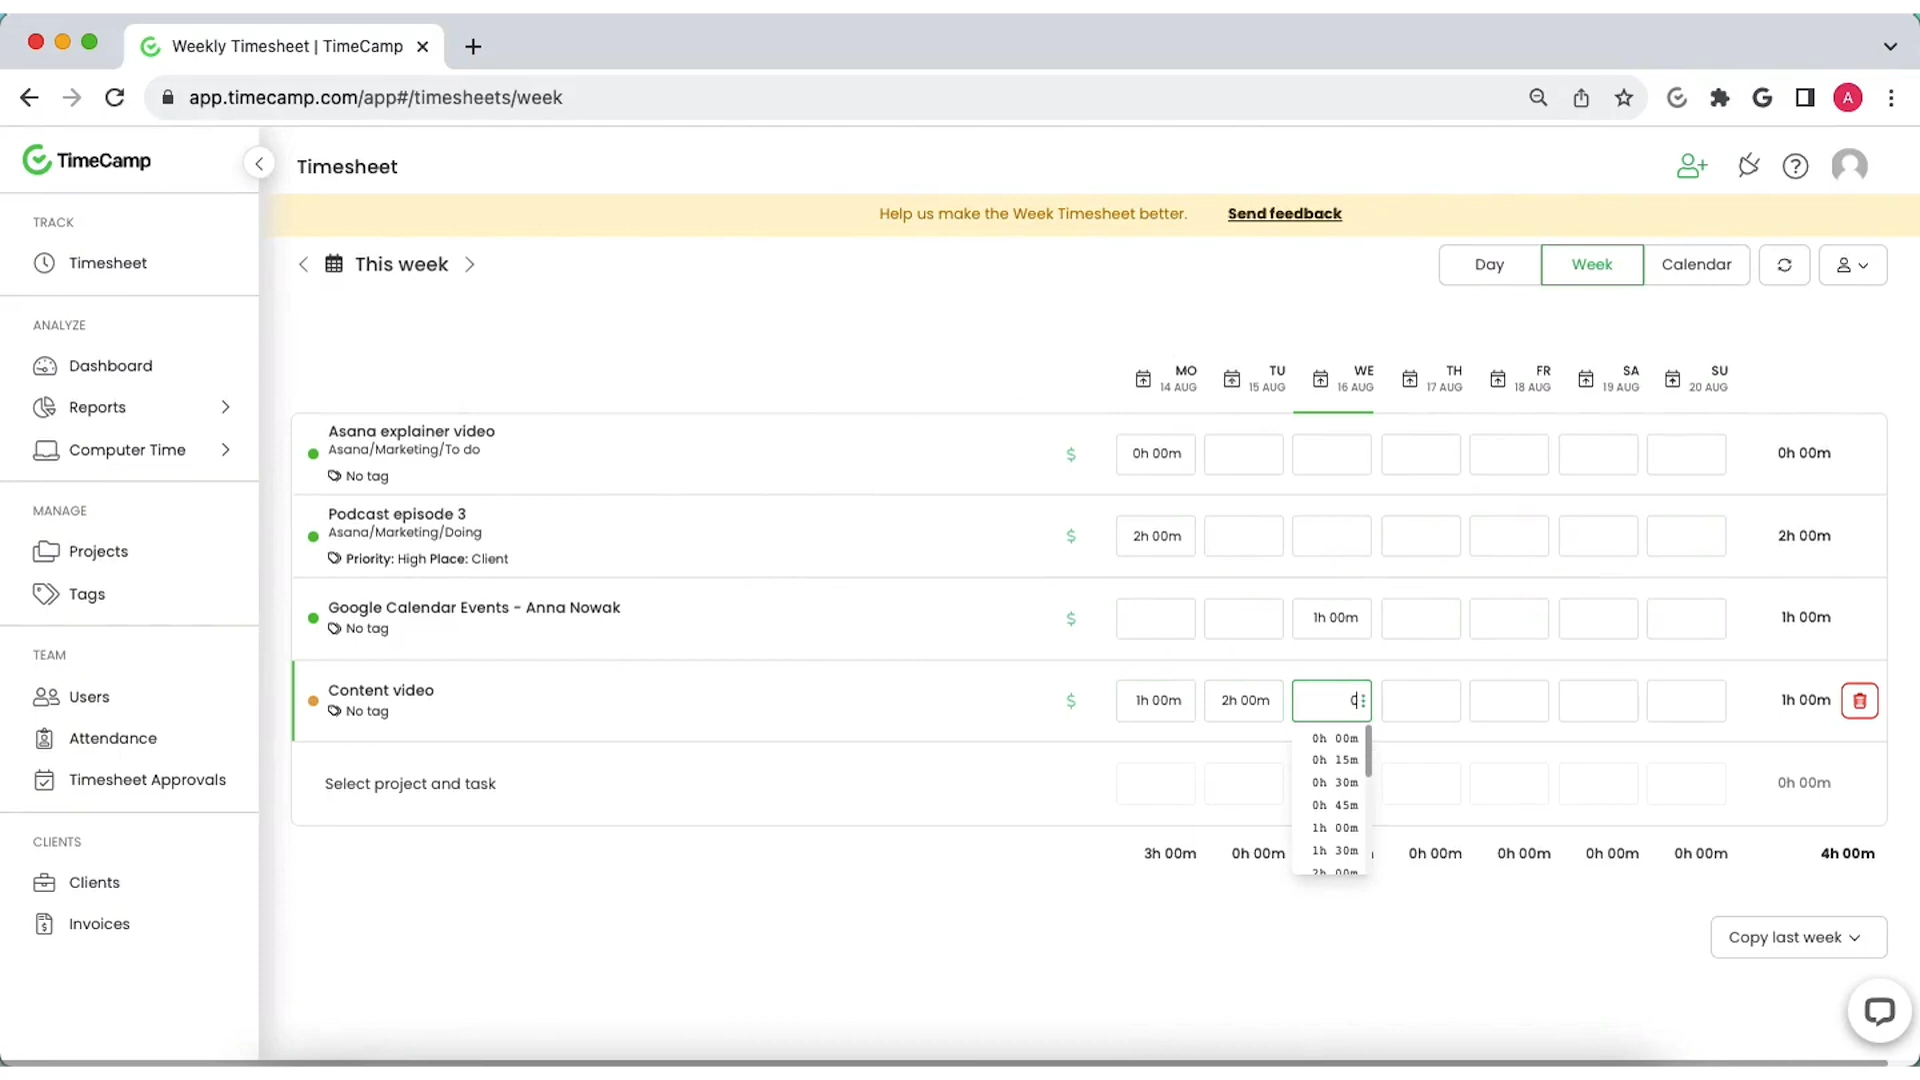 Weekly Timesheet | TimeCamp
app.timecamp.com/app#/timesheets/week
A
TimeCamp
Timesheet
TRACK
Timesheet
ANALYZE
Dashboard
Reports
Computer Time
MANAGE
Projects
Tags
TEAM
Users
Attendance
Timesheet Approvals
CLIENTS
Clients
Invoices
Help us make the Week Timesheet better. Send feedback
This week
Day Week Calendar
MO TU WE TH FR SA SU
14 AUG 15 AUG 16 AUG 17 AUG 18 AUG 19 AUG 20 AUG
Asana explainer video
Asana/Marketing/To do
No tag
$ 0h 00m 0h 00m
Podcast episode 3
Asana/Marketing/Doing
Priority: High Place: Client
$ 2h 00m 2h 00m
Google Calendar Events - Anna Nowak
No tag
$ 1h 00m 1h 00m
Content video
No tag
$ 1h 00m 2h 00m 1h 00m
0h 00m
0h 15m
0h 30m
0h 45m
1h 00m
1h 30m
2h 00m
Select project and task 0h 00m
3h 00m 0h 00m 0h 00m 0h 00m 0h 00m 0h 00m 4h 00m
Copy last week